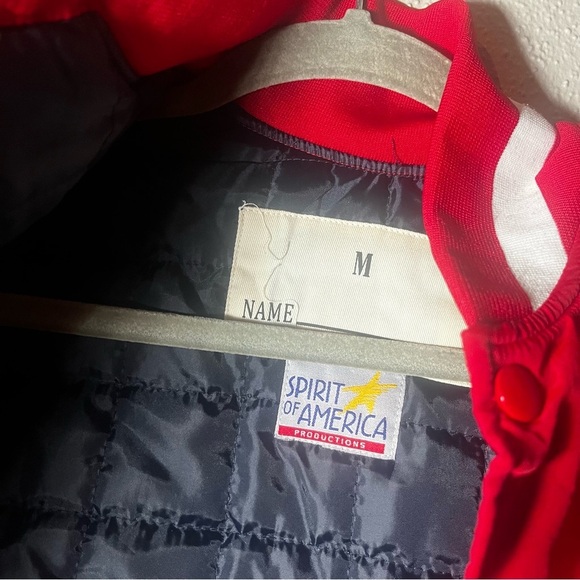 M
NAME
SPIRIT
OF AMERICA
PRODUCTIONS